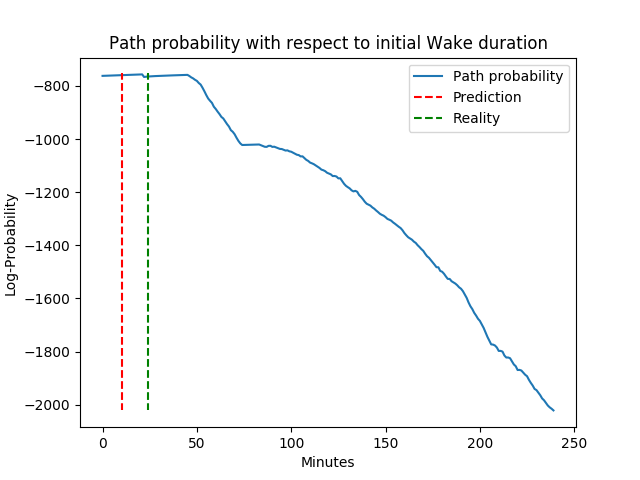 Path probability with respect to initial Wake duration
Path probability
Prediction
Reality
−800
−1000
−1200
−1400
−1600
−1800
−2000
Log-Probability
0
50
100
150
200
250
Minutes